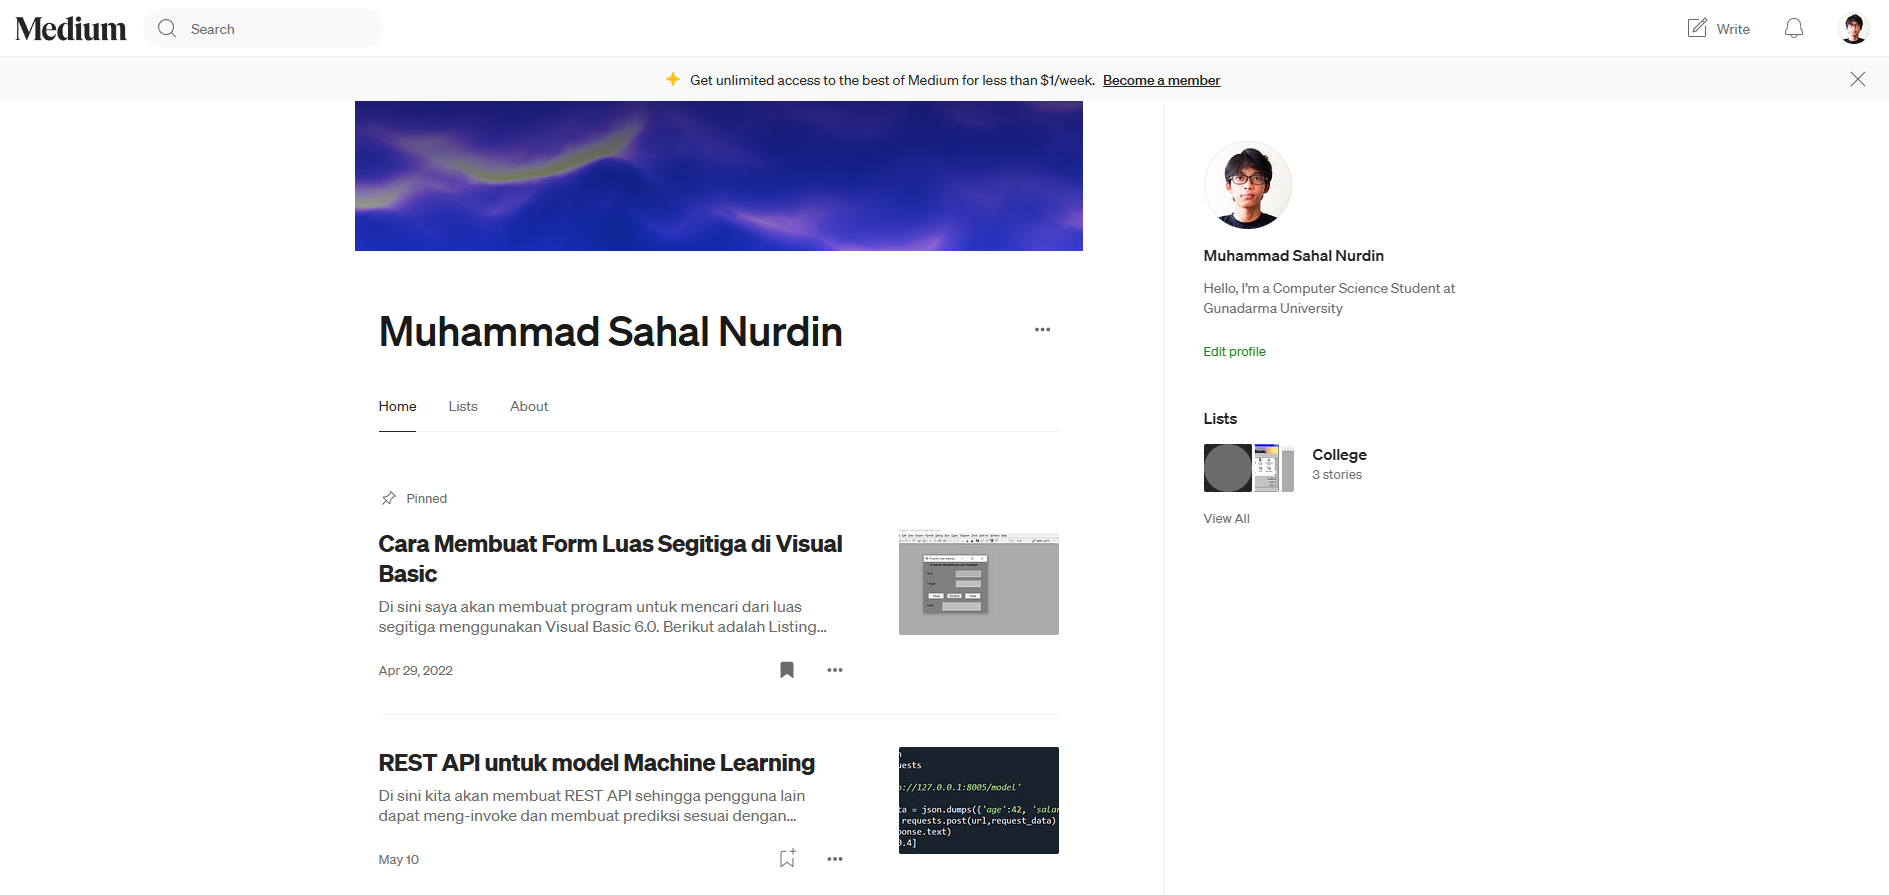 Medium
Search
Write
Get unlimited access to the best of Medium for less than $1/week. Become a member
Muhammad Sahal Nurdin
Home
Lists
About
Pinned
Cara Membuat Form Luas Segitiga di Visual
Basic
Di sini saya akan membuat program untuk mencari dari luas
segitiga menggunakan Visual Basic 6.0. Berikut adalah Listing...
Apr 29, 2022
REST API untuk model Machine Learning
Di sini kita akan membuat REST API sehingga pengguna lain
dapat meng-invoke dan membuat prediksi sesuai dengan...
May 10
uests
://127.0.0.1:8005/model'
ta = json.dumps({'age':42, 'salar
requests.post(url,request_data)
onse.text)
.4]
Muhammad Sahal Nurdin
Hello, I'm a Computer Science Student at
Gunadarma University
Edit profile
Lists
College
3 stories
View All